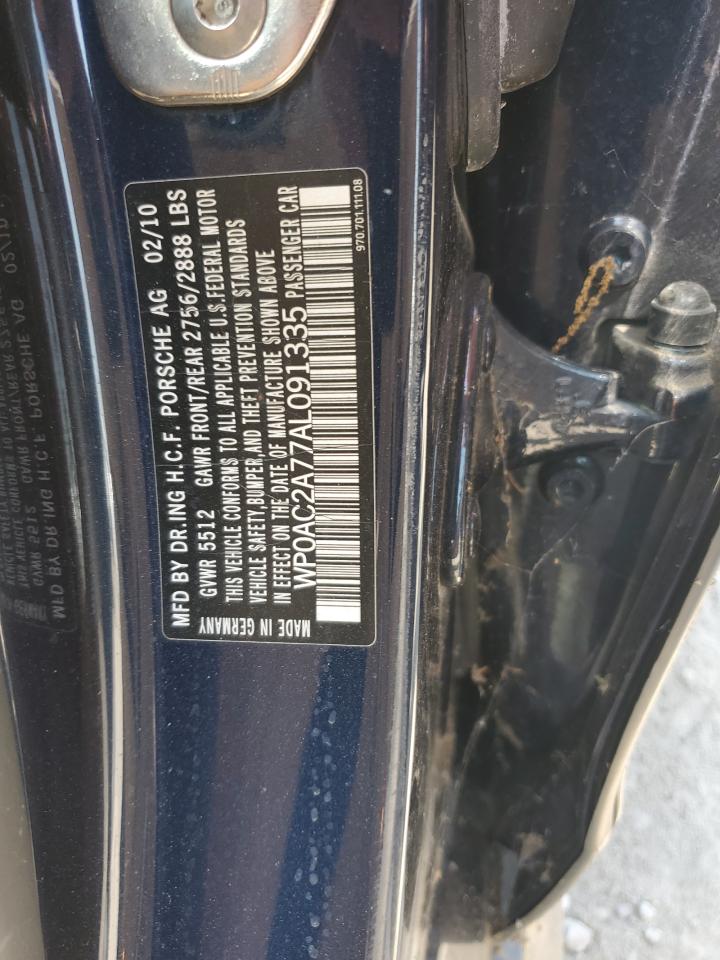 MFD BY DR.ING H.C.F. PORSCHE AG 02/10
GVWR 5512 GAWR FRONT/REAR 2756/2888 LBS
THIS VEHICLE CONFORMS TO ALL APPLICABLE U.S.FEDERAL MOTOR
VEHICLE SAFETY,BUMPER,AND THEFT PREVENTION STANDARDS
IN EFFECT ON THE DATE OF MANUFACTURE SHOWN ABOVE
WP0AC2A77AL091335 PASSENGER CAR
MADE IN GERMANY
970.701.111.08